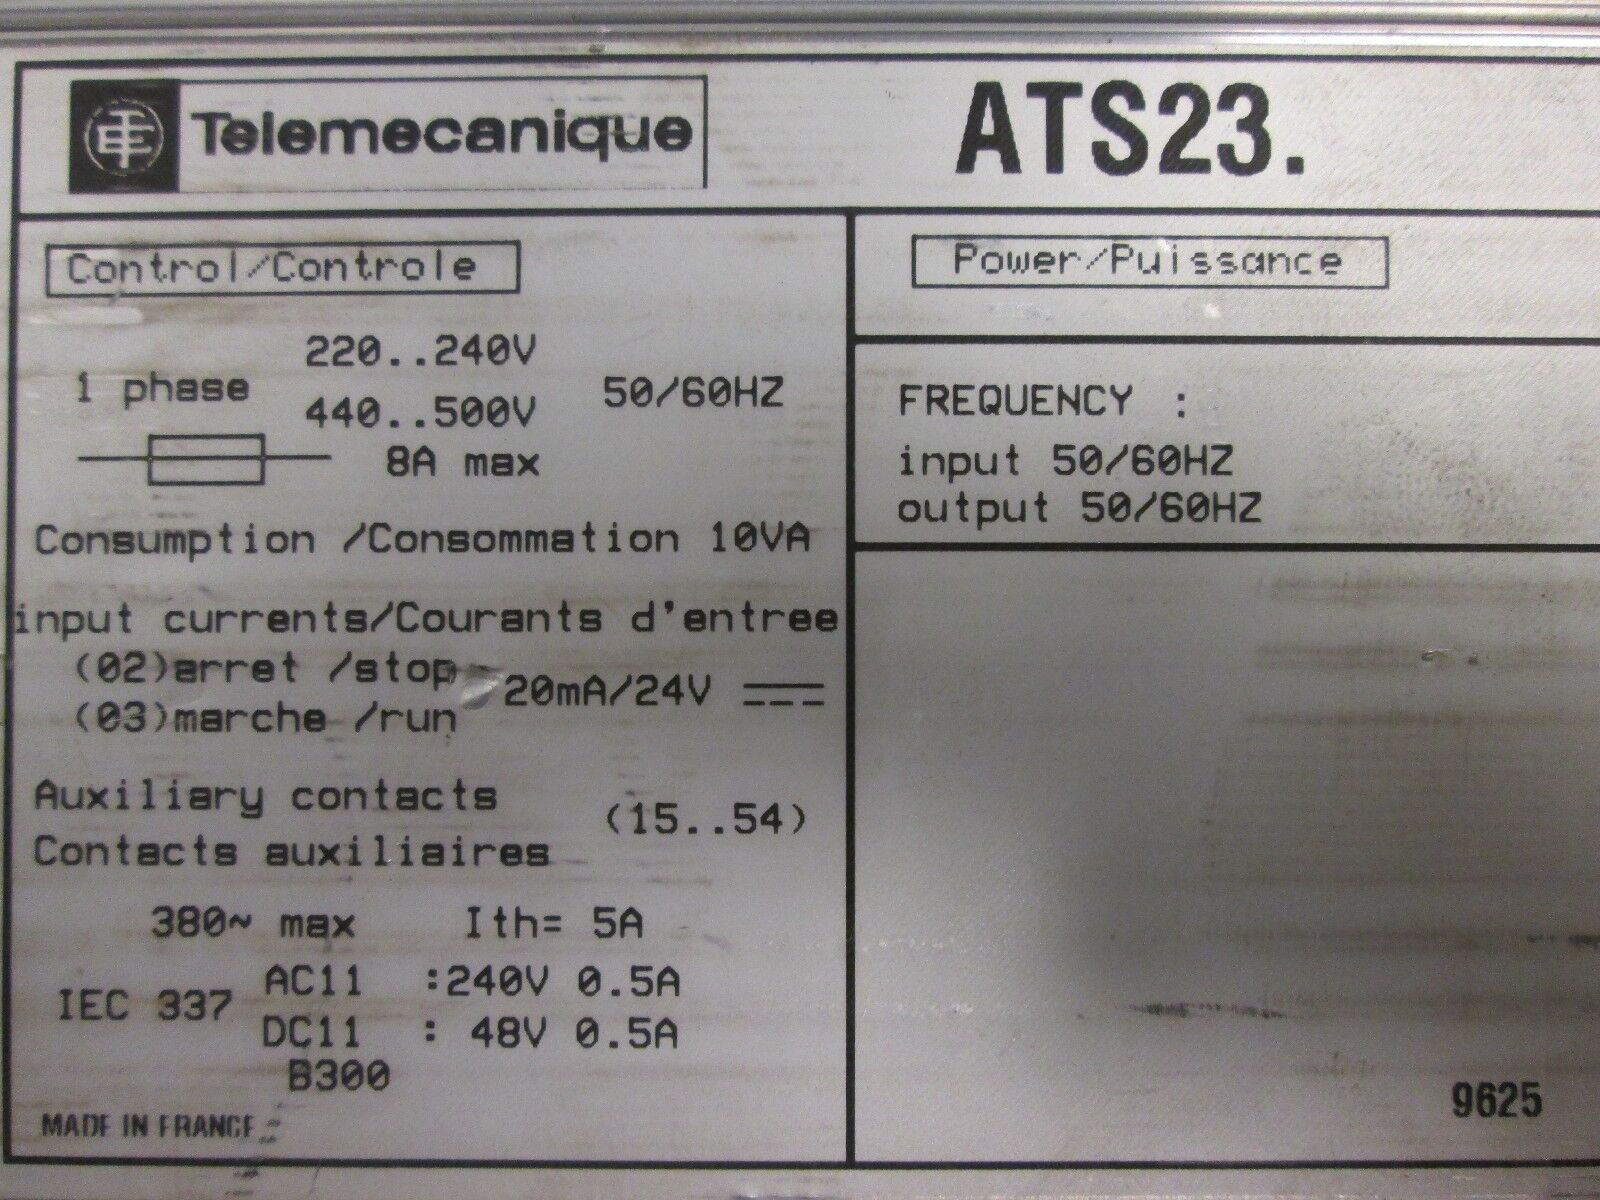 Telemecanique
ATS23.
Control/Controle
220..240V
1 phase
440..500V
50/60HZ
8A max
Consumption /Consommation 10VA
input currents/Courants d'entree
(02)arret /stop
(03)marche /run
20mA/24V
Auxiliary contacts
Contacts auxiliaires
(15..54)
380~ max Ith= 5A
IEC 337
AC11 :240V 0.5A
DC11 : 48V 0.5A
B300
MADE IN FRANCE
Power/Puissance
FREQUENCY :
input 50/60HZ
output 50/60HZ
9625